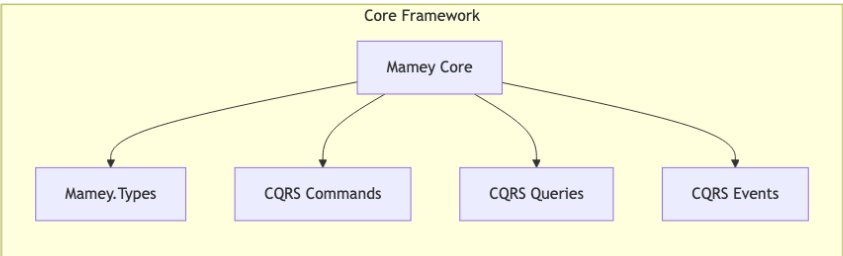 Core Framework
Mamey Core
Mamey.Types
CQRS Commands
CQRS Queries
CQRS Events